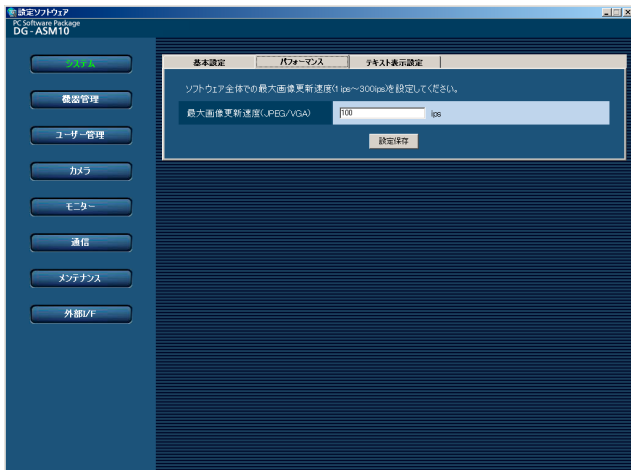 設定ソフトウェア
PC Software Package
DG-ASM10
システム
機器管理
ユーザー管理
カメラ
モニター
通信
メンテナンス
外部I/F
基本設定 パフォーマンス テキスト表示設定
ソフトウェア全体での最大画像更新速度(1 ips～300ips)を設定してください。
最大画像更新速度(JPEG/VGA) 100 ips
設定保存